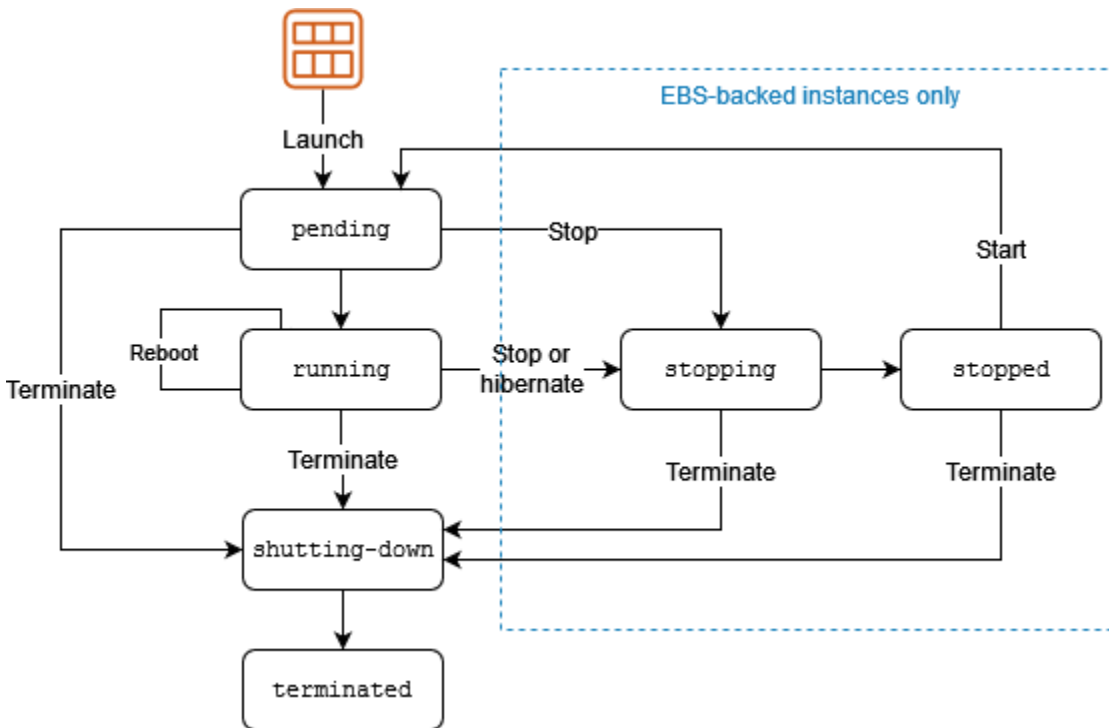 EBS-backed instances only
Launch
pending
Stop
Start
Reboot
running
Stop or
hibernate
stopping
stopped
Terminate
Terminate
Terminate
Terminate
shutting-down
terminated